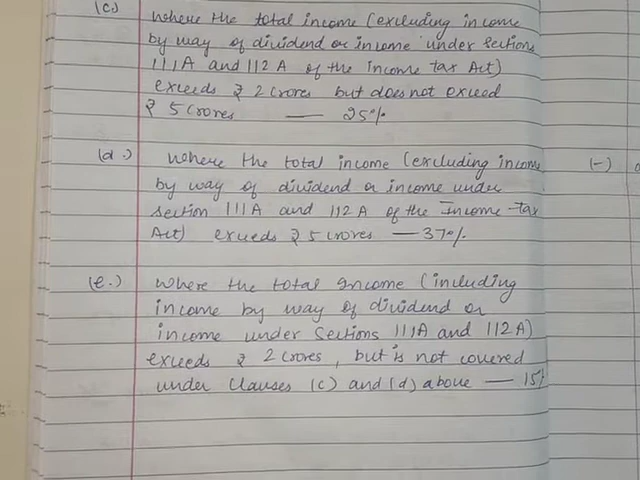 (c.) Where the total income (excluding income
by way of dividend or income under sections
111A and 112A of the Income tax Act)
exceeds ₹ 2 crores but does not exceed
₹ 5 crores — 25%
(d.) Where the total income (excluding income
by way of dividend or income under
section 111A and 112A of the Income-tax
Act) exceeds ₹ 5 crores — 37%
(e.) Where the total Income (including
income by way of dividend or
income under Sections 111A and 112A)
exceeds ₹ 2 crores, but is not covered
under clauses (c) and (d) above — 15%
(-)